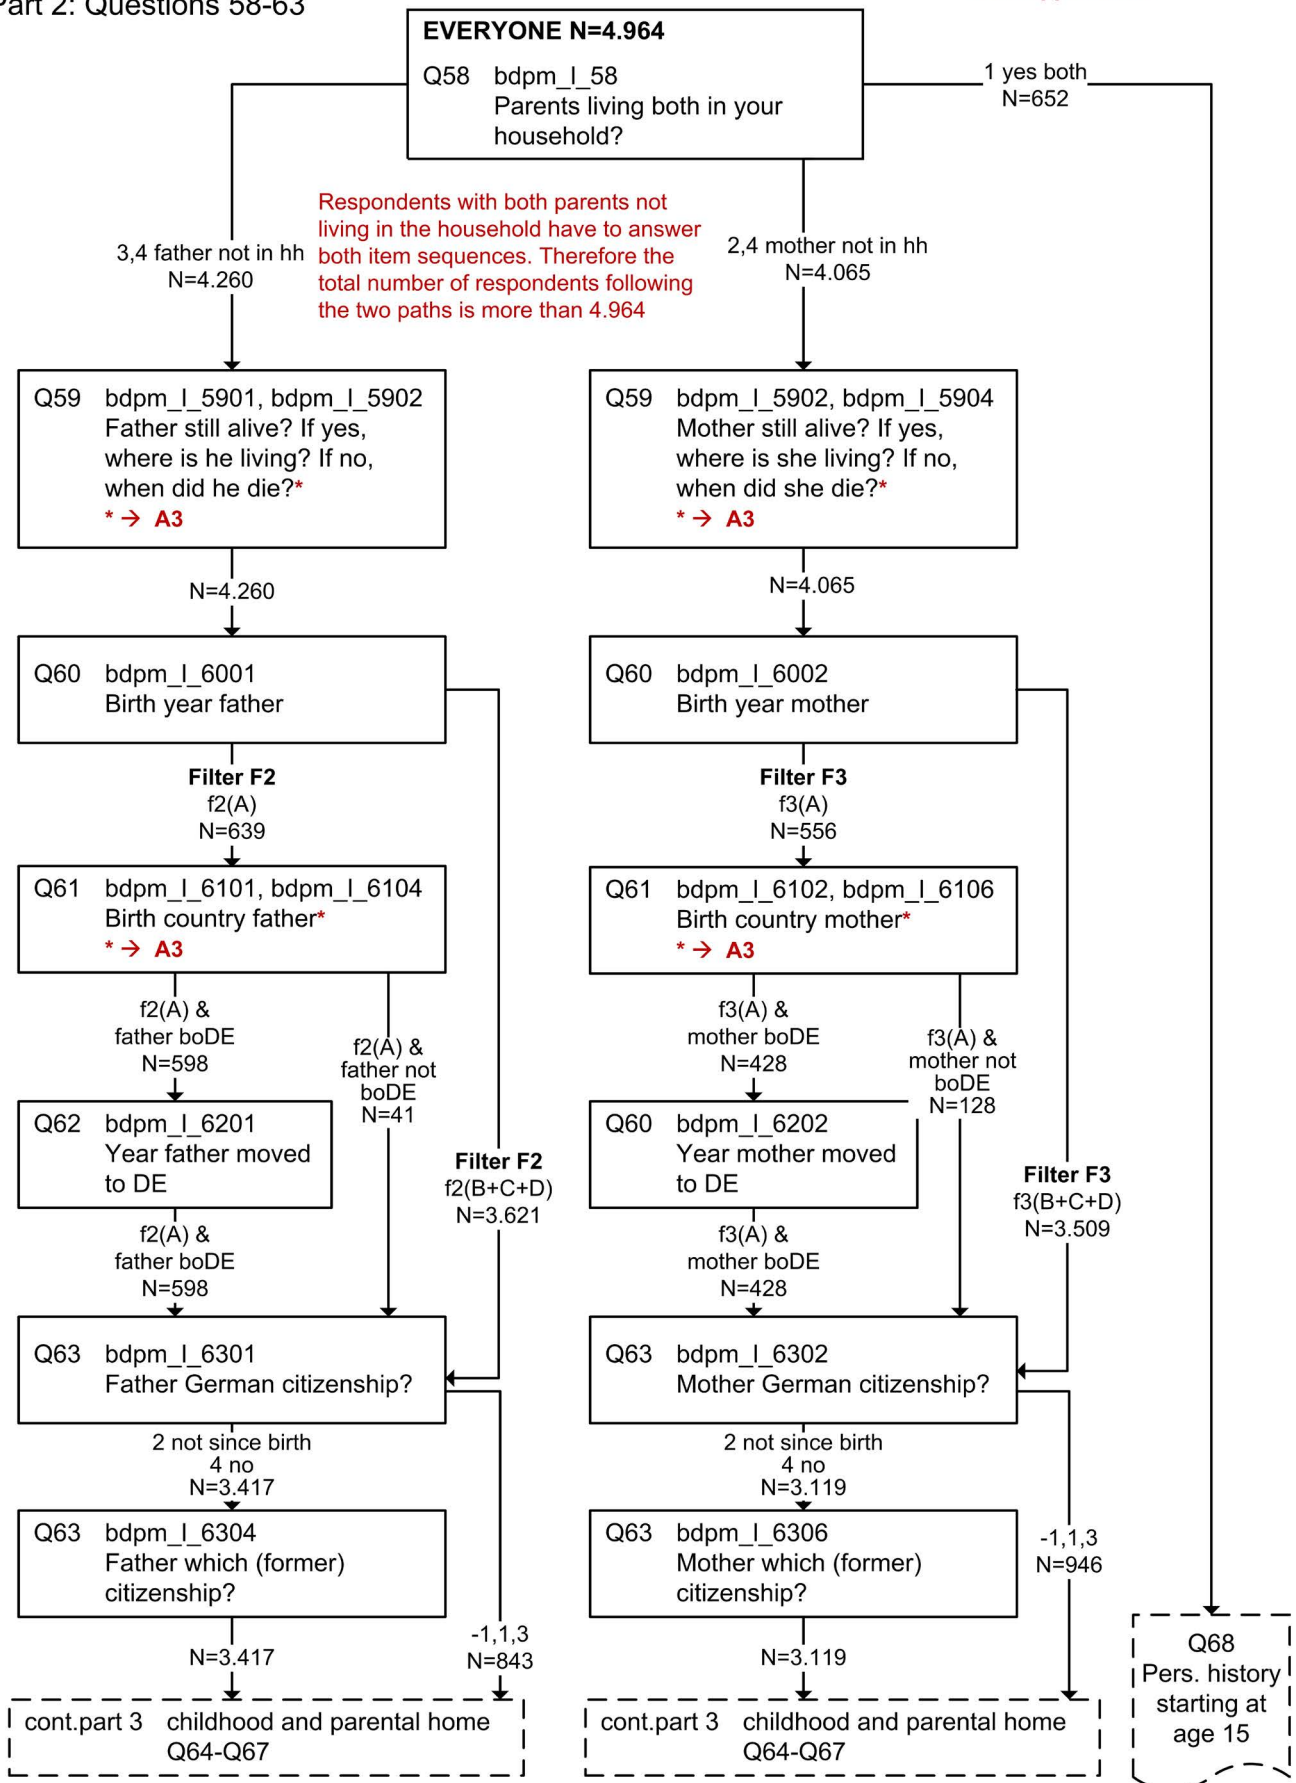 Part 2: Questions 58-63
EVERYONE N=4.964
Q58 bdpm_l_58
Parents living both in your
household?
1 yes both
N=652
Respondents with both parents not
living in the household have to answer
both item sequences. Therefore the
total number of respondents following
the two paths is more than 4.964
3,4 father not in hh
N=4.260
2,4 mother not in hh
N=4.065
Q59 bdpm_l_5901, bdpm_l_5902
Father still alive? If yes,
where is he living? If no,
when did he die?*
* → A3
N=4.260
Q60 bdpm_l_6001
Birth year father
Filter F2
f2(A)
N=639
Q61 bdpm_l_6101, bdpm_l_6104
Birth country father*
* → A3
f2(A) &
father boDE
N=598
f2(A) &
father not
boDE
N=41
Q62 bdpm_l_6201
Year father moved
to DE
Filter F2
f2(B+C+D)
N=3.621
f2(A) &
father boDE
N=598
Q63 bdpm_l_6301
Father German citizenship?
2 not since birth
4 no
N=3.417
Q63 bdpm_l_6304
Father which (former)
citizenship?
N=3.417
-1,1,3
N=843
cont.part 3 childhood and parental home
Q64-Q67
Q59 bdpm_l_5902, bdpm_l_5904
Mother still alive? If yes,
where is she living? If no,
when did she die?*
* → A3
N=4.065
Q60 bdpm_l_6002
Birth year mother
Filter F3
f3(A)
N=556
Q61 bdpm_l_6102, bdpm_l_6106
Birth country mother*
* → A3
f3(A) &
mother boDE
N=428
f3(A) &
mother not
boDE
N=128
Q60 bdpm_l_6202
Year mother moved
to DE
Filter F3
f3(B+C+D)
N=3.509
f3(A) &
mother boDE
N=428
Q63 bdpm_l_6302
Mother German citizenship?
2 not since birth
4 no
N=3.119
Q63 bdpm_l_6306
Mother which (former)
citizenship?
-1,1,3
N=946
N=3.119
cont.part 3 childhood and parental home
Q64-Q67
Q68
Pers. history
starting at
age 15